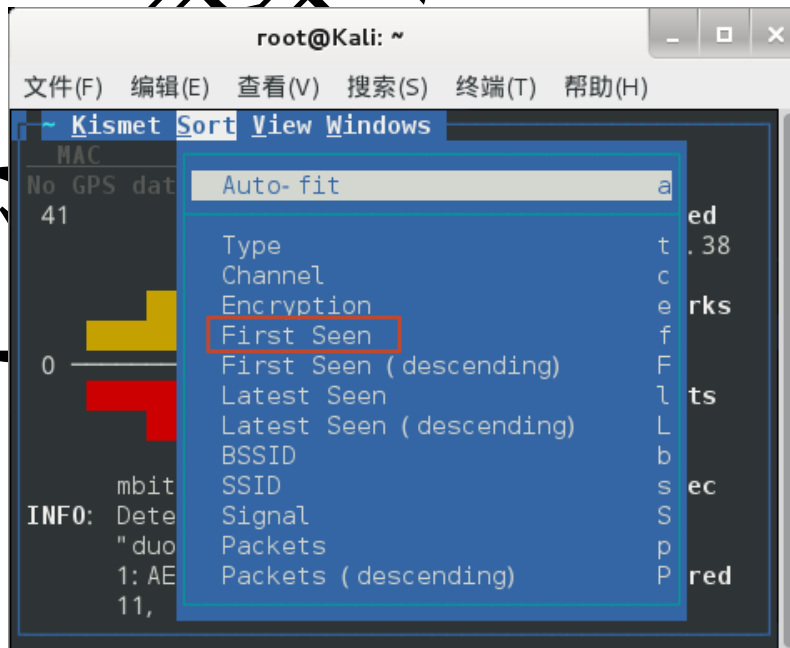 root@Kali: ~
文件(F) 编辑(E) 查看(V) 搜索(S) 终端(T) 帮助(H)
~ Kismet Sort View Windows
MAC
No GPS dat
Auto-fit a
41 ed
Type t .38
Channel c
Encryption e rks
First Seen f
0 First Seen (descending) F
Latest Seen l ts
Latest Seen (descending) L
BSSID b
mbit SSID s ec
INFO: Dete Signal S
"duo Packets p
1: AE Packets (descending) P red
11,